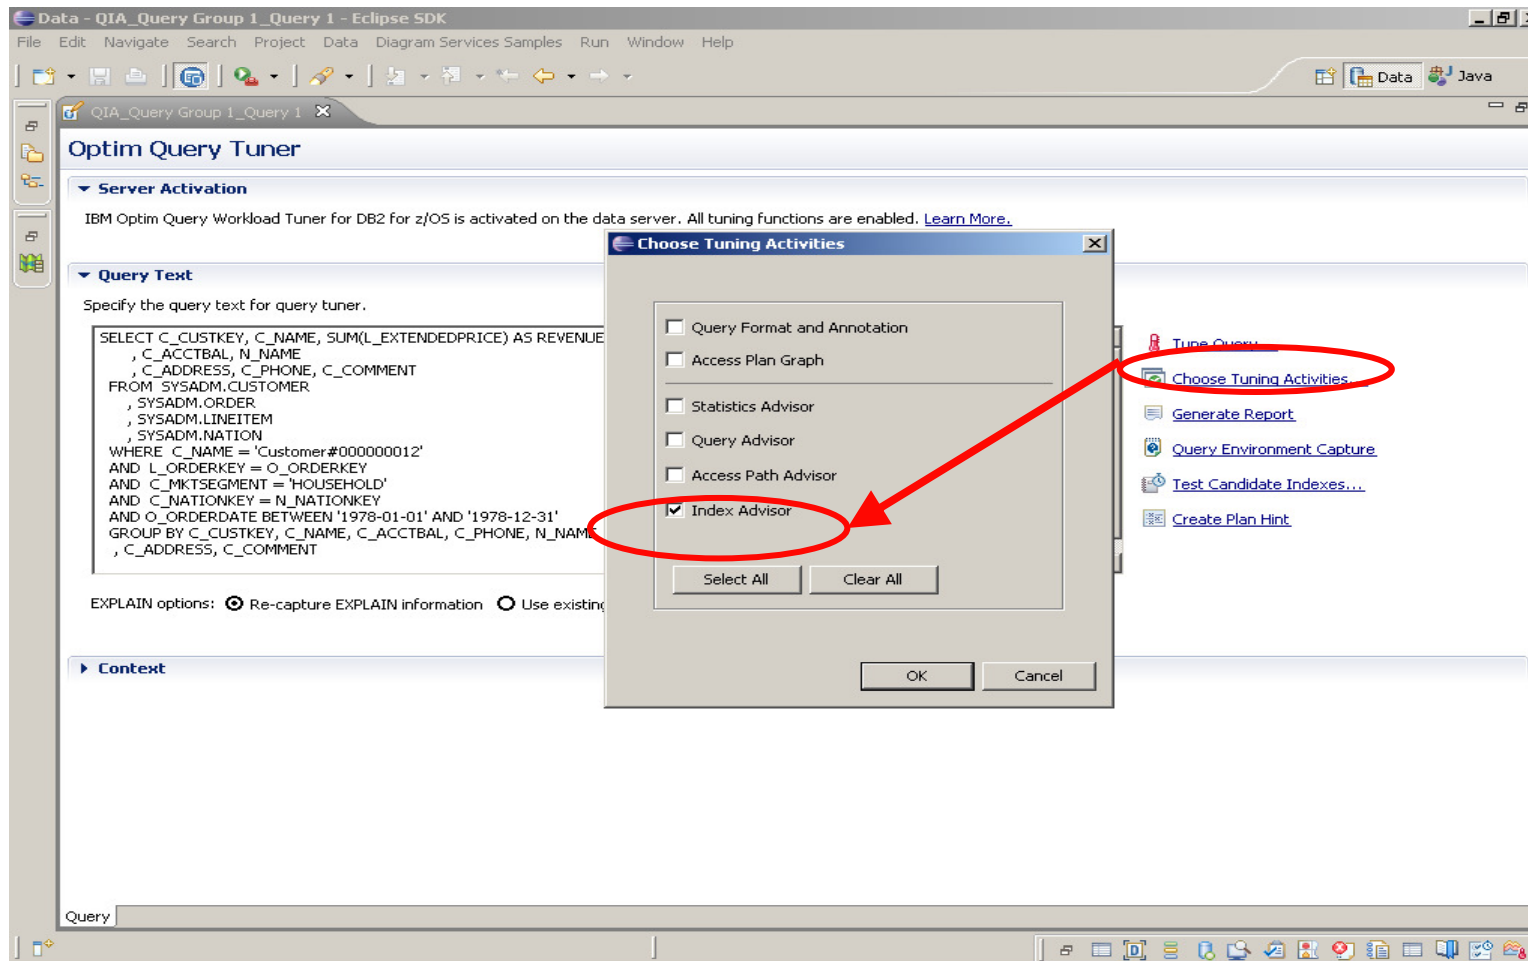 Data - QIA_Query Group 1_Query 1 - Eclipse SDK
File Edit Navigate Search Project Data Diagram Services Samples Run Window Help
Data Java
QIA_Query Group 1_Query 1
Optim Query Tuner
Server Activation
IBM Optim Query Workload Tuner for DB2 for z/OS is activated on the data server. All tuning functions are enabled. Learn More.
Query Text
Specify the query text for query tuner.
SELECT C_CUSTKEY, C_NAME, SUM(L_EXTENDEDPRICE) AS REVENUE
, C_ACCTBAL, N_NAME
, C_ADDRESS, C_PHONE, C_COMMENT
FROM SYSADM.CUSTOMER
, SYSADM.ORDER
, SYSADM.LINEITEM
, SYSADM.NATION
WHERE C_NAME = 'Customer#000000012'
AND L_ORDERKEY = O_ORDERKEY
AND C_MKTSEGMENT = 'HOUSEHOLD'
AND C_NATIONKEY = N_NATIONKEY
AND O_ORDERDATE BETWEEN '1978-01-01' AND '1978-12-31'
GROUP BY C_CUSTKEY, C_NAME, C_ACCTBAL, C_PHONE, N_NAME
, C_ADDRESS, C_COMMENT
EXPLAIN options: Re-capture EXPLAIN information Use existing
Context
Choose Tuning Activities
Query Format and Annotation
Access Plan Graph
Statistics Advisor
Query Advisor
Access Path Advisor
Index Advisor
Select All Clear All
OK Cancel
Tune Query...
Choose Tuning Activities...
Generate Report
Query Environment Capture
Test Candidate Indexes...
Create Plan Hint
Query